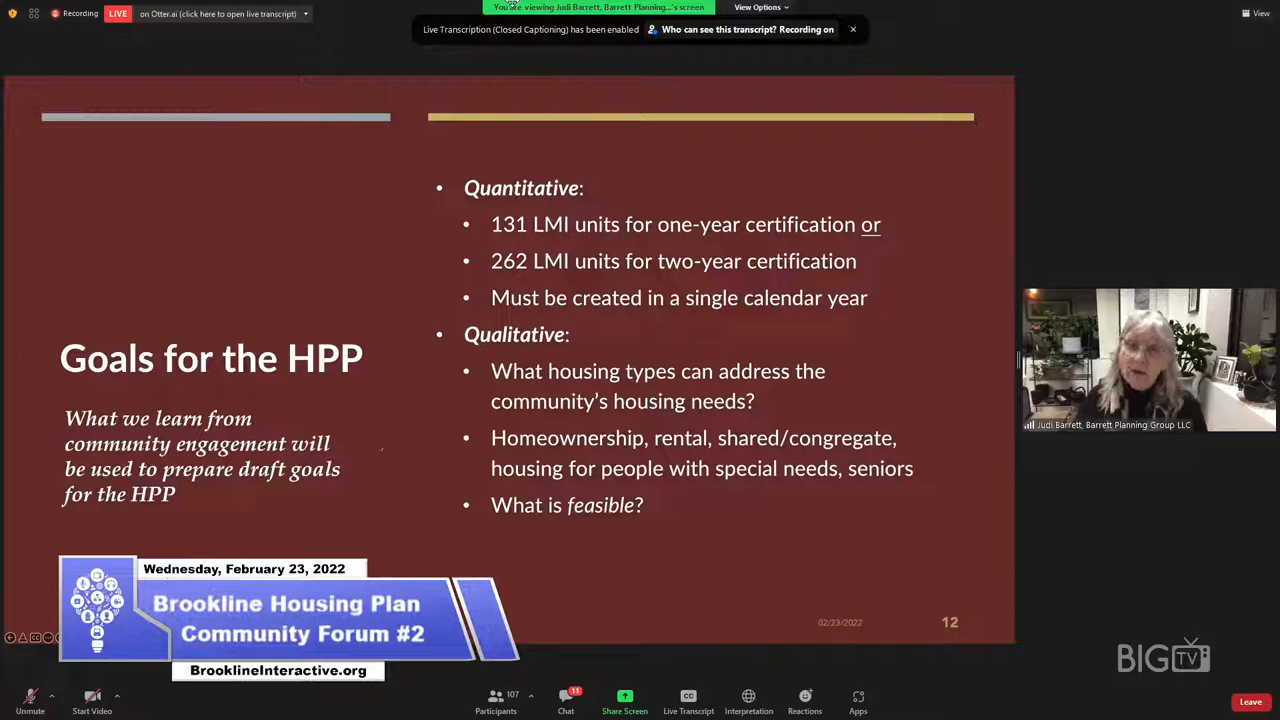 Recording
LIVE
on Otter.ai (click here to open live transcript)
You are viewing Judi Barrett, Barrett Planning...'s screen
View Options
View
Live Transcription (Closed Captioning) has been enabled
Who can see this transcript? Recording on
Goals for the HPP
What we learn from
community engagement will
be used to prepare draft goals
for the HPP
• Quantitative:
• 131 LMI units for one-year certification or
• 262 LMI units for two-year certification
• Must be created in a single calendar year
• Qualitative:
• What housing types can address the
community's housing needs?
• Homeownership, rental, shared/congregate,
housing for people with special needs, seniors
• What is feasible?
02/23/2022
12
Judi Barrett, Barrett Planning Group LLC
Wednesday, February 23, 2022
Brookline Housing Plan
Community Forum #2
BrooklineInteractive.org
BIG TV
Unmute
Start Video
107
Participants
11
Chat
Share Screen
CC
Live Transcript
Interpretation
Reactions
Apps
Leave